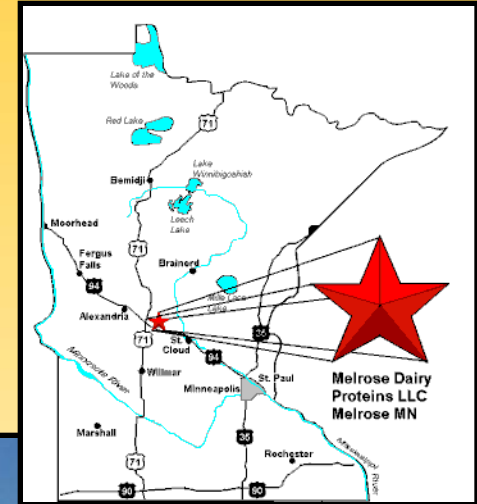 Lake of the
Woods
Red Lake
71
Lake
Winnibigoshish
Bemidji
Leech
Lake
Moorhead
71
Brainerd
Fergus
Falls
94
Mille Lacs
Lake
Alexandria
71
St.
Cloud
35
94
Willmar
St. Paul
Minneapolis
Minnesota River
Melrose Dairy
Proteins LLC
Melrose MN
Marshall
35
Mississippi
River
Rochester
71
90
90